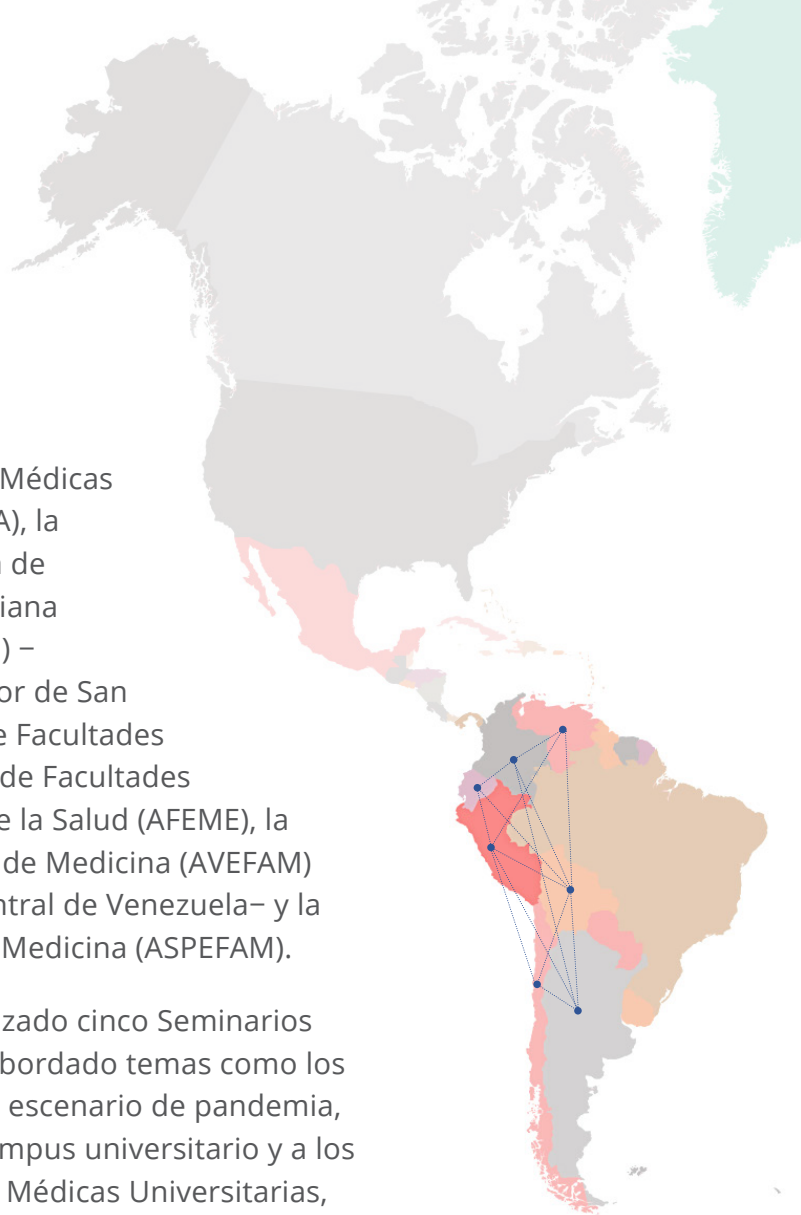 Médicas
A), la
de
iana
) –
or de San
e Facultades
de Facultades
e la Salud (AFEME), la
de Medicina (AVEFAM)
ntral de Venezuela– y la
Medicina (ASPEFAM).
zado cinco Seminarios
bordado temas como los
escenario de pandemia,
mpus universitario y a los
Médicas Universitarias,